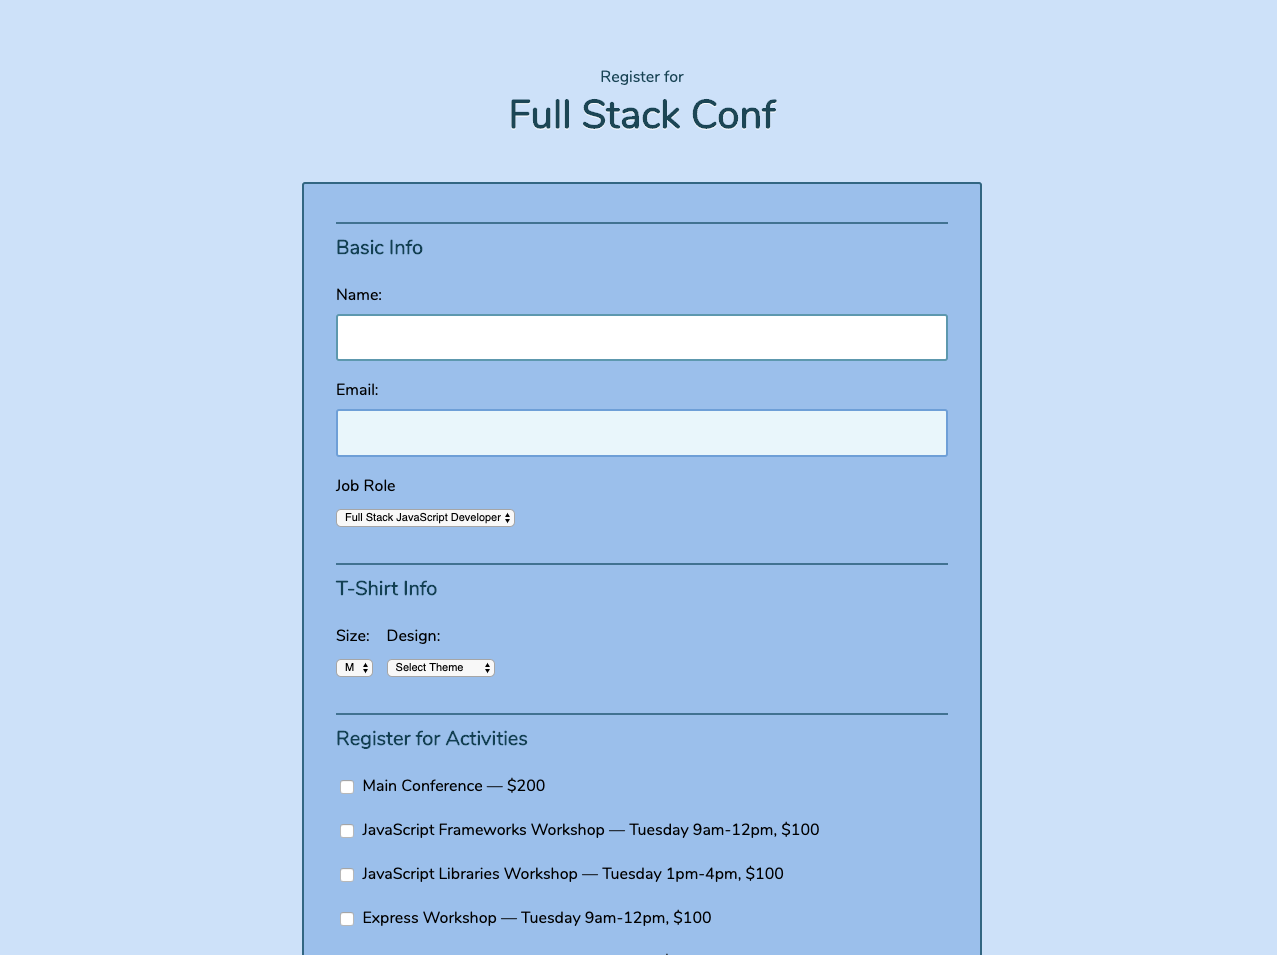 Register for
Full Stack Conf
Basic Info
Name:
Email:
Job Role
Full Stack JavaScript Developer
T-Shirt Info
Size: Design:
M Select Theme
Register for Activities
Main Conference — $200
JavaScript Frameworks Workshop — Tuesday 9am-12pm, $100
JavaScript Libraries Workshop — Tuesday 1pm-4pm, $100
Express Workshop — Tuesday 9am-12pm, $100